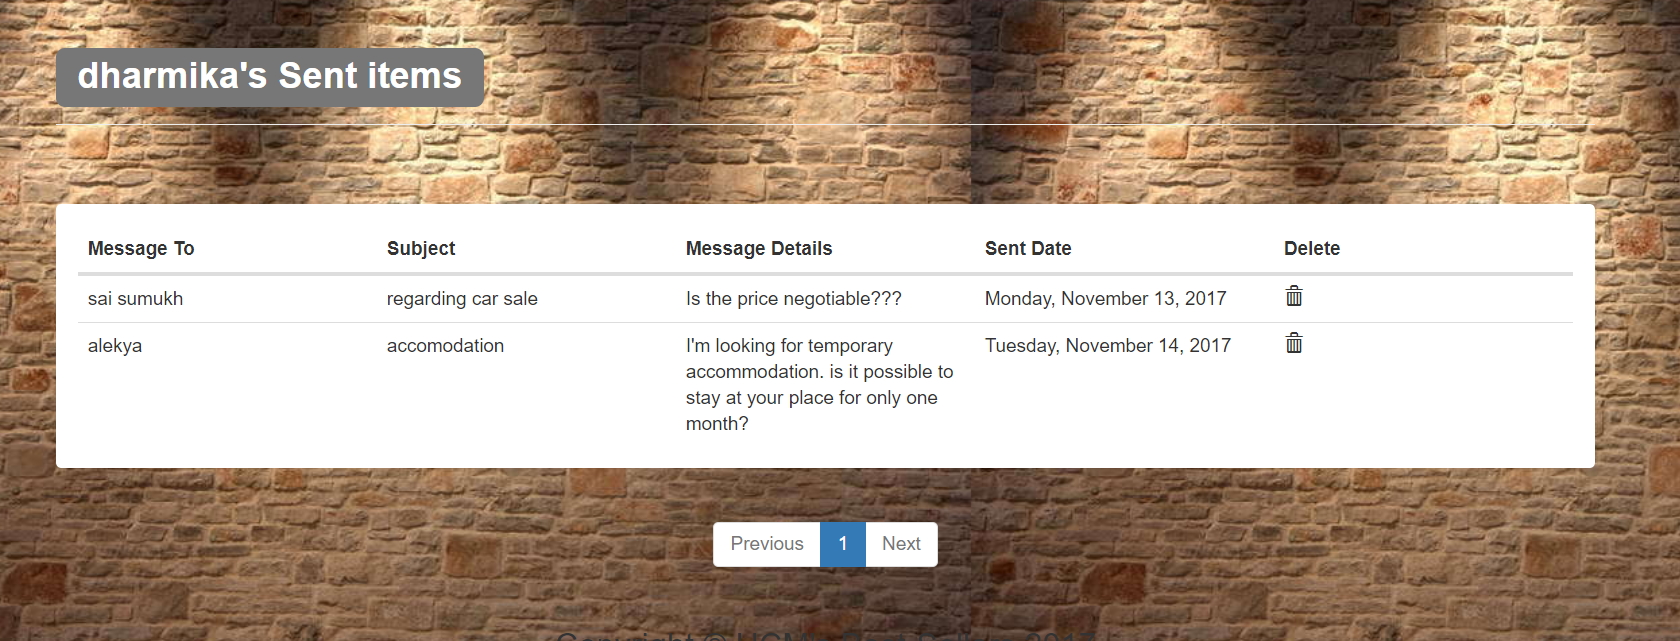 dharmika's Sent items
Message To Subject Message Details Sent Date Delete
sai sumukh regarding car sale Is the price negotiable??? Monday, November 13, 2017
alekya accomodation I'm looking for temporary Tuesday, November 14, 2017
accommodation. is it possible to
stay at your place for only one
month?
Previous 1 Next
Copyright ©